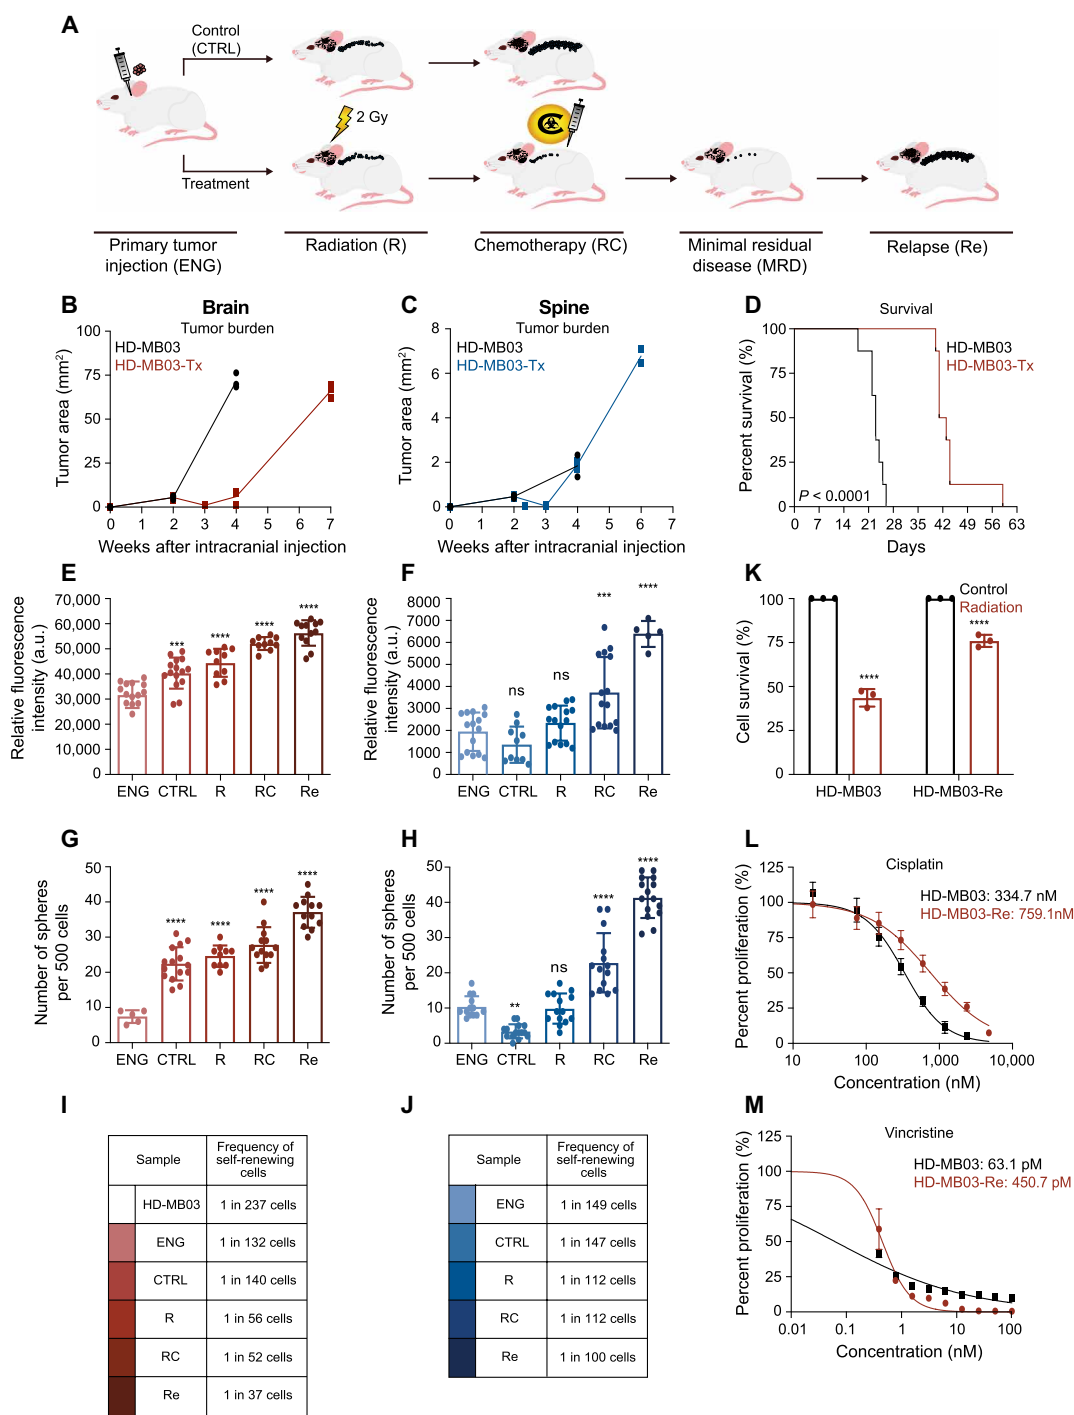 A
Control
(CTRL)
2 Gy
Treatment
Primary tumor
injection (ENG)
Radiation (R)
Chemotherapy (RC)
Minimal residual
disease (MRD)
Relapse (Re)
B
Brain
Tumor burden
HD-MB03
HD-MB03-Tx
Tumor area (mm²)
100
75
50
25
0
0 1 2 3 4 5 6 7
Weeks after intracranial injection
C
Spine
Tumor burden
HD-MB03
HD-MB03-Tx
Tumor area (mm²)
8
6
4
2
0
0 1 2 3 4 5 6 7
Weeks after intracranial injection
D
Survival
HD-MB03
HD-MB03-Tx
Percent survival (%)
100
75
50
25
0
P < 0.0001
0 7 14 21 28 35 42 49 56 63
Days
E
Relative fluorescence
intensity (a.u.)
70,000
60,000
50,000
40,000
30,000
20,000
10,000
0
*** **** **** ****
ENG CTRL R RC Re
F
Relative fluorescence
intensity (a.u.)
8000
7000
6000
5000
4000
3000
2000
1000
0
ns ns *** ****
ENG CTRL R RC Re
K
Control
Radiation
Cell survival (%)
100
75
50
25
0
**** ****
HD-MB03 HD-MB03-Re
G
Number of spheres
per 500 cells
50
40
30
20
10
0
**** **** **** ****
ENG CTRL R RC Re
H
Number of spheres
per 500 cells
50
40
30
20
10
0
** ns **** ****
ENG CTRL R RC Re
L
Cisplatin
HD-MB03: 334.7 nM
HD-MB03-Re: 759.1nM
Percent proliferation (%)
125
100
75
50
25
0
10 100 1,000 10,000
Concentration (nM)
I
Sample Frequency of
self-renewing
cells
HD-MB03 1 in 237 cells
ENG 1 in 132 cells
CTRL 1 in 140 cells
R 1 in 56 cells
RC 1 in 52 cells
Re 1 in 37 cells
J
Sample Frequency of
self-renewing
cells
ENG 1 in 149 cells
CTRL 1 in 147 cells
R 1 in 112 cells
RC 1 in 112 cells
Re 1 in 100 cells
M
Vincristine
HD-MB03: 63.1 pM
HD-MB03-Re: 450.7 pM
Percent proliferation (%)
125
100
75
50
25
0
0.01 0.1 1 10 100
Concentration (nM)